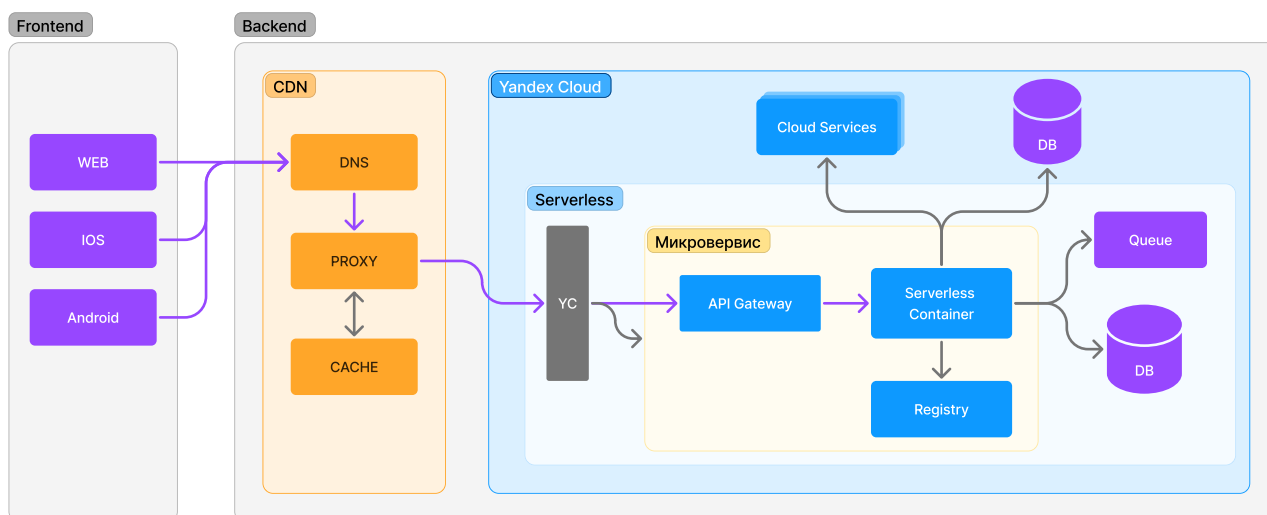 Frontend
Backend
CDN
Yandex Cloud
WEB
IOS
Android
DNS
PROXY
CACHE
Cloud Services
DB
Serverless
YC
Микровервис
API Gateway
Serverless
Container
Registry
Queue
DB